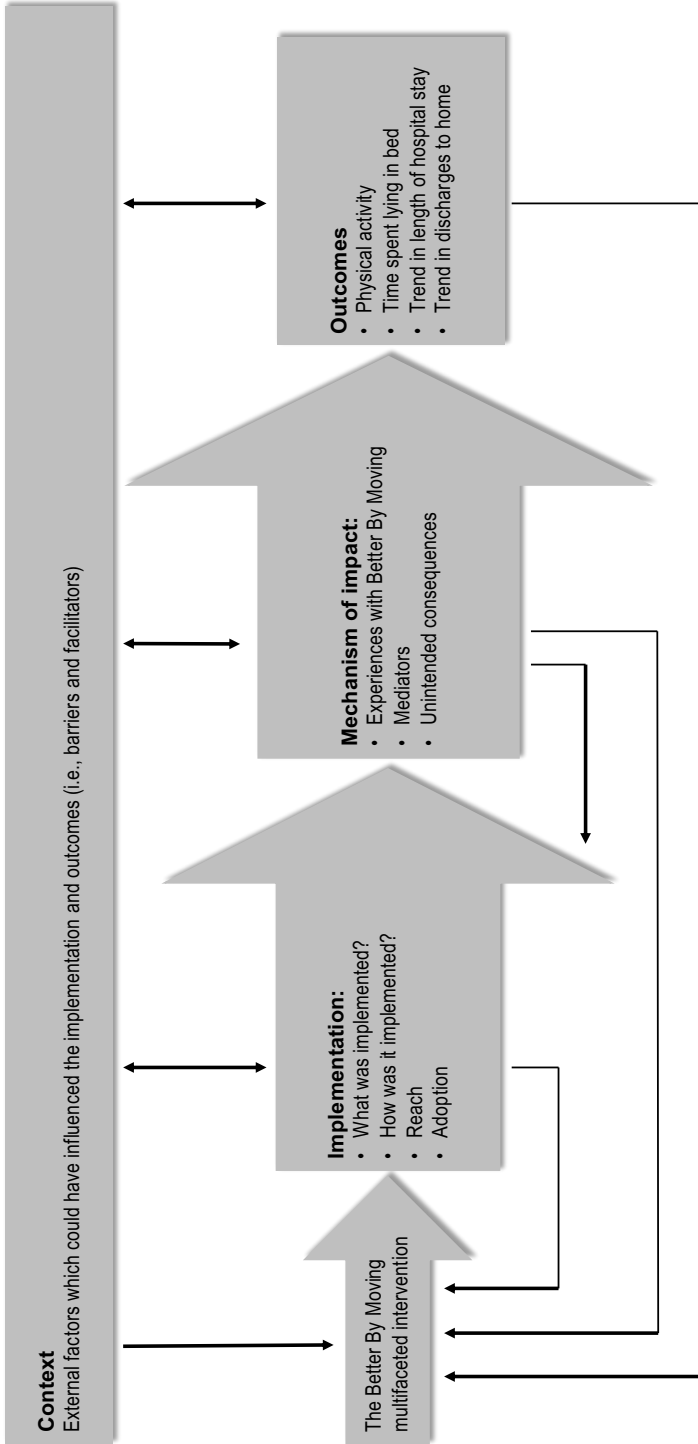 Context
External factors which could have influenced the implementation and outcomes (i.e., barriers and facilitators)
The Better By Moving
multifaceted intervention
Implementation:
• What was implemented?
• How was it implemented?
• Reach
• Adoption
Mechanism of impact:
• Experiences with Better By Moving
• Mediators
• Unintended consequences
Outcomes
• Physical activity
• Time spent lying in bed
• Trend in length of hospital stay
• Trend in discharges to home